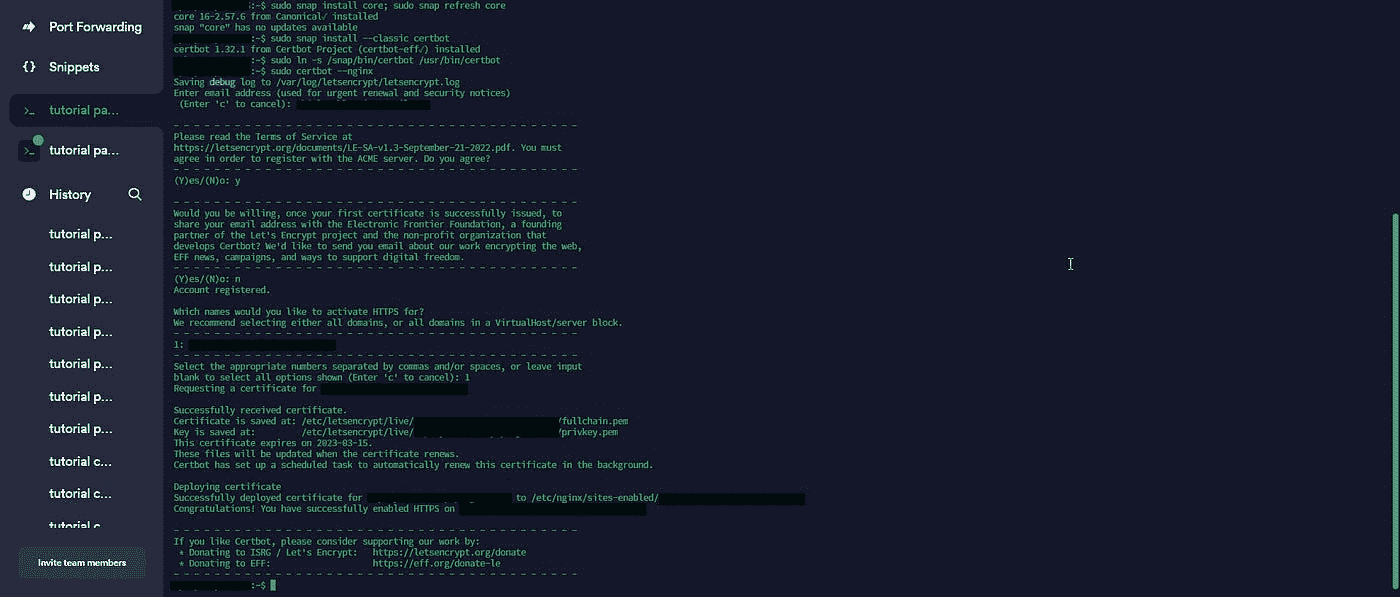 Port Forwarding
Snippets
tutorial pa...
tutorial pa...
History
tutorial p...
tutorial p...
tutorial p...
tutorial p...
tutorial p...
tutorial p...
tutorial p...
tutorial c...
tutorial c...
tutorial c
Invite team members
:~$ sudo snap install core; sudo snap refresh core
core 16-2.57.6 from Canonical✓ installed
snap "core" has no updates available
:~$ sudo snap install --classic certbot
certbot 1.32.1 from Certbot Project (certbot-eff✓) installed
:~$ sudo ln -s /snap/bin/certbot /usr/bin/certbot
:~$ sudo certbot --nginx
Saving debug log to /var/log/letsencrypt/letsencrypt.log
Enter email address (used for urgent renewal and security notices)
(Enter 'c' to cancel):
- - - - - - - - - - - - - - - - - - - - - - - - - - - - - - - - - - - - - - - -
Please read the Terms of Service at
https://letsencrypt.org/documents/LE-SA-v1.3-September-21-2022.pdf. You must
agree in order to register with the ACME server. Do you agree?
- - - - - - - - - - - - - - - - - - - - - - - - - - - - - - - - - - - - - - - -
(Y)es/(N)o: y
- - - - - - - - - - - - - - - - - - - - - - - - - - - - - - - - - - - - - - - -
Would you be willing, once your first certificate is successfully issued, to
share your email address with the Electronic Frontier Foundation, a founding
partner of the Let's Encrypt project and the non-profit organization that
develops Certbot? We'd like to send you email about our work encrypting the web,
EFF news, campaigns, and ways to support digital freedom.
- - - - - - - - - - - - - - - - - - - - - - - - - - - - - - - - - - - - - - - -
(Y)es/(N)o: n
Account registered.
Which names would you like to activate HTTPS for?
We recommend selecting either all domains, or all domains in a VirtualHost/server block.
- - - - - - - - - - - - - - - - - - - - - - - - - - - - - - - - - - - - - - - -
1:
- - - - - - - - - - - - - - - - - - - - - - - - - - - - - - - - - - - - - - - -
Select the appropriate numbers separated by commas and/or spaces, or leave input
blank to select all options shown (Enter 'c' to cancel): 1
Requesting a certificate for
Successfully received certificate.
Certificate is saved at: /etc/letsencrypt/live/ /fullchain.pem
Key is saved at: /etc/letsencrypt/live/ /privkey.pem
This certificate expires on 2023-03-15.
These files will be updated when the certificate renews.
Certbot has set up a scheduled task to automatically renew this certificate in the background.
Deploying certificate
Successfully deployed certificate for to /etc/nginx/sites-enabled/
Congratulations! You have successfully enabled HTTPS on
- - - - - - - - - - - - - - - - - - - - - - - - - - - - - - - - - - - - - - - -
If you like Certbot, please consider supporting our work by:
* Donating to ISRG / Let's Encrypt: https://letsencrypt.org/donate
* Donating to EFF: https://eff.org/donate-le
- - - - - - - - - - - - - - - - - - - - - - - - - - - - - - - - - - - - - - - -
:~$